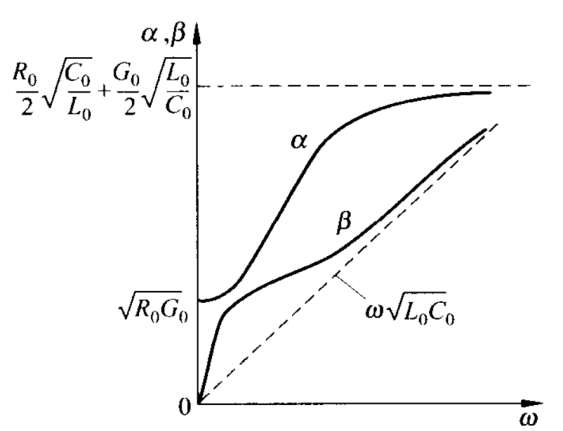 α ,β
R₀/2 √(C₀/L₀) + G₀/2 √(L₀/C₀)
α
β
√(R₀G₀)
ω√(L₀C₀)
0
ω